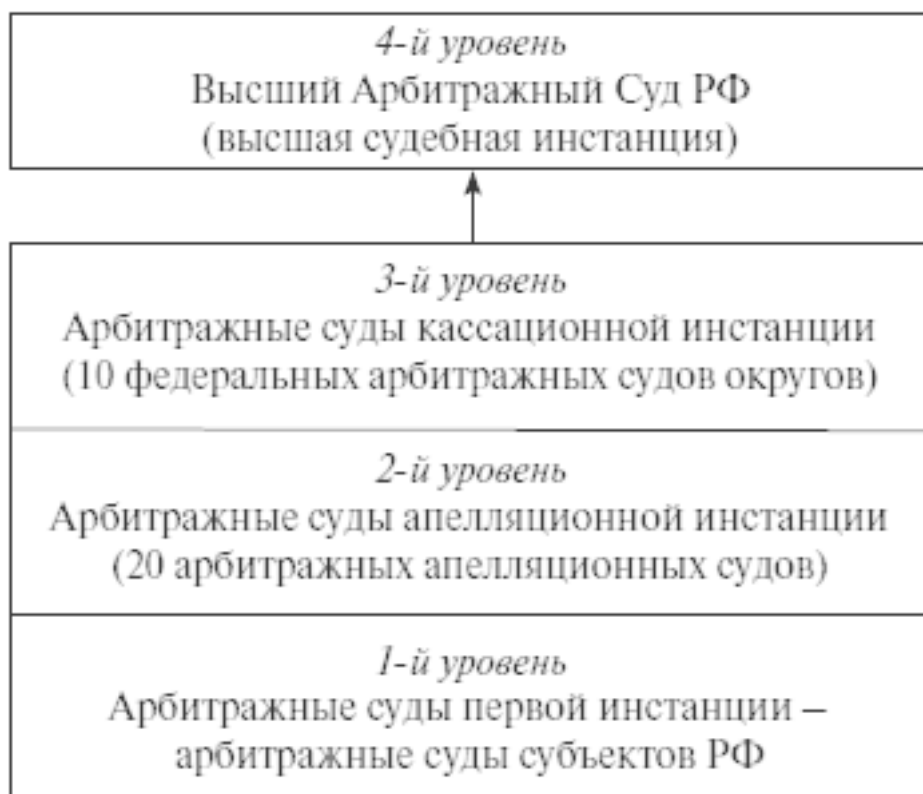 4-й уровень
Высший Арбитражный Суд РФ
(высшая судебная инстанция)
3-й уровень
Арбитражные суды кассационной инстанции
(10 федеральных арбитражных судов округов)
2-й уровень
Арбитражные суды апелляционной инстанции
(20 арбитражных апелляционных судов)
1-й уровень
Арбитражные суды первой инстанции –
арбитражные суды субъектов РФ